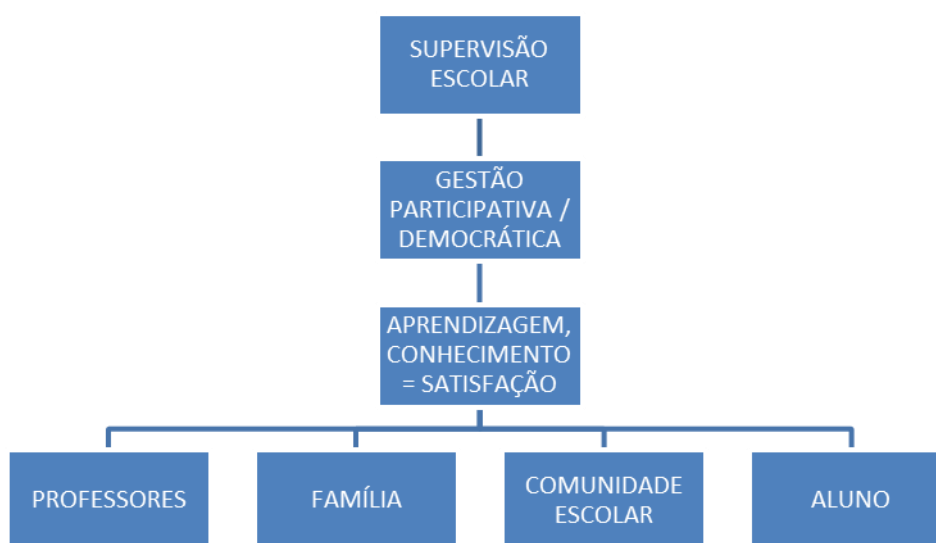 SUPERVISÃO
ESCOLAR
GESTÃO
PARTICIPATIVA /
DEMOCRÁTICA
APRENDIZAGEM,
CONHECIMENTO
= SATISFAÇÃO
PROFESSORES
FAMÍLIA
COMUNIDADE
ESCOLAR
ALUNO